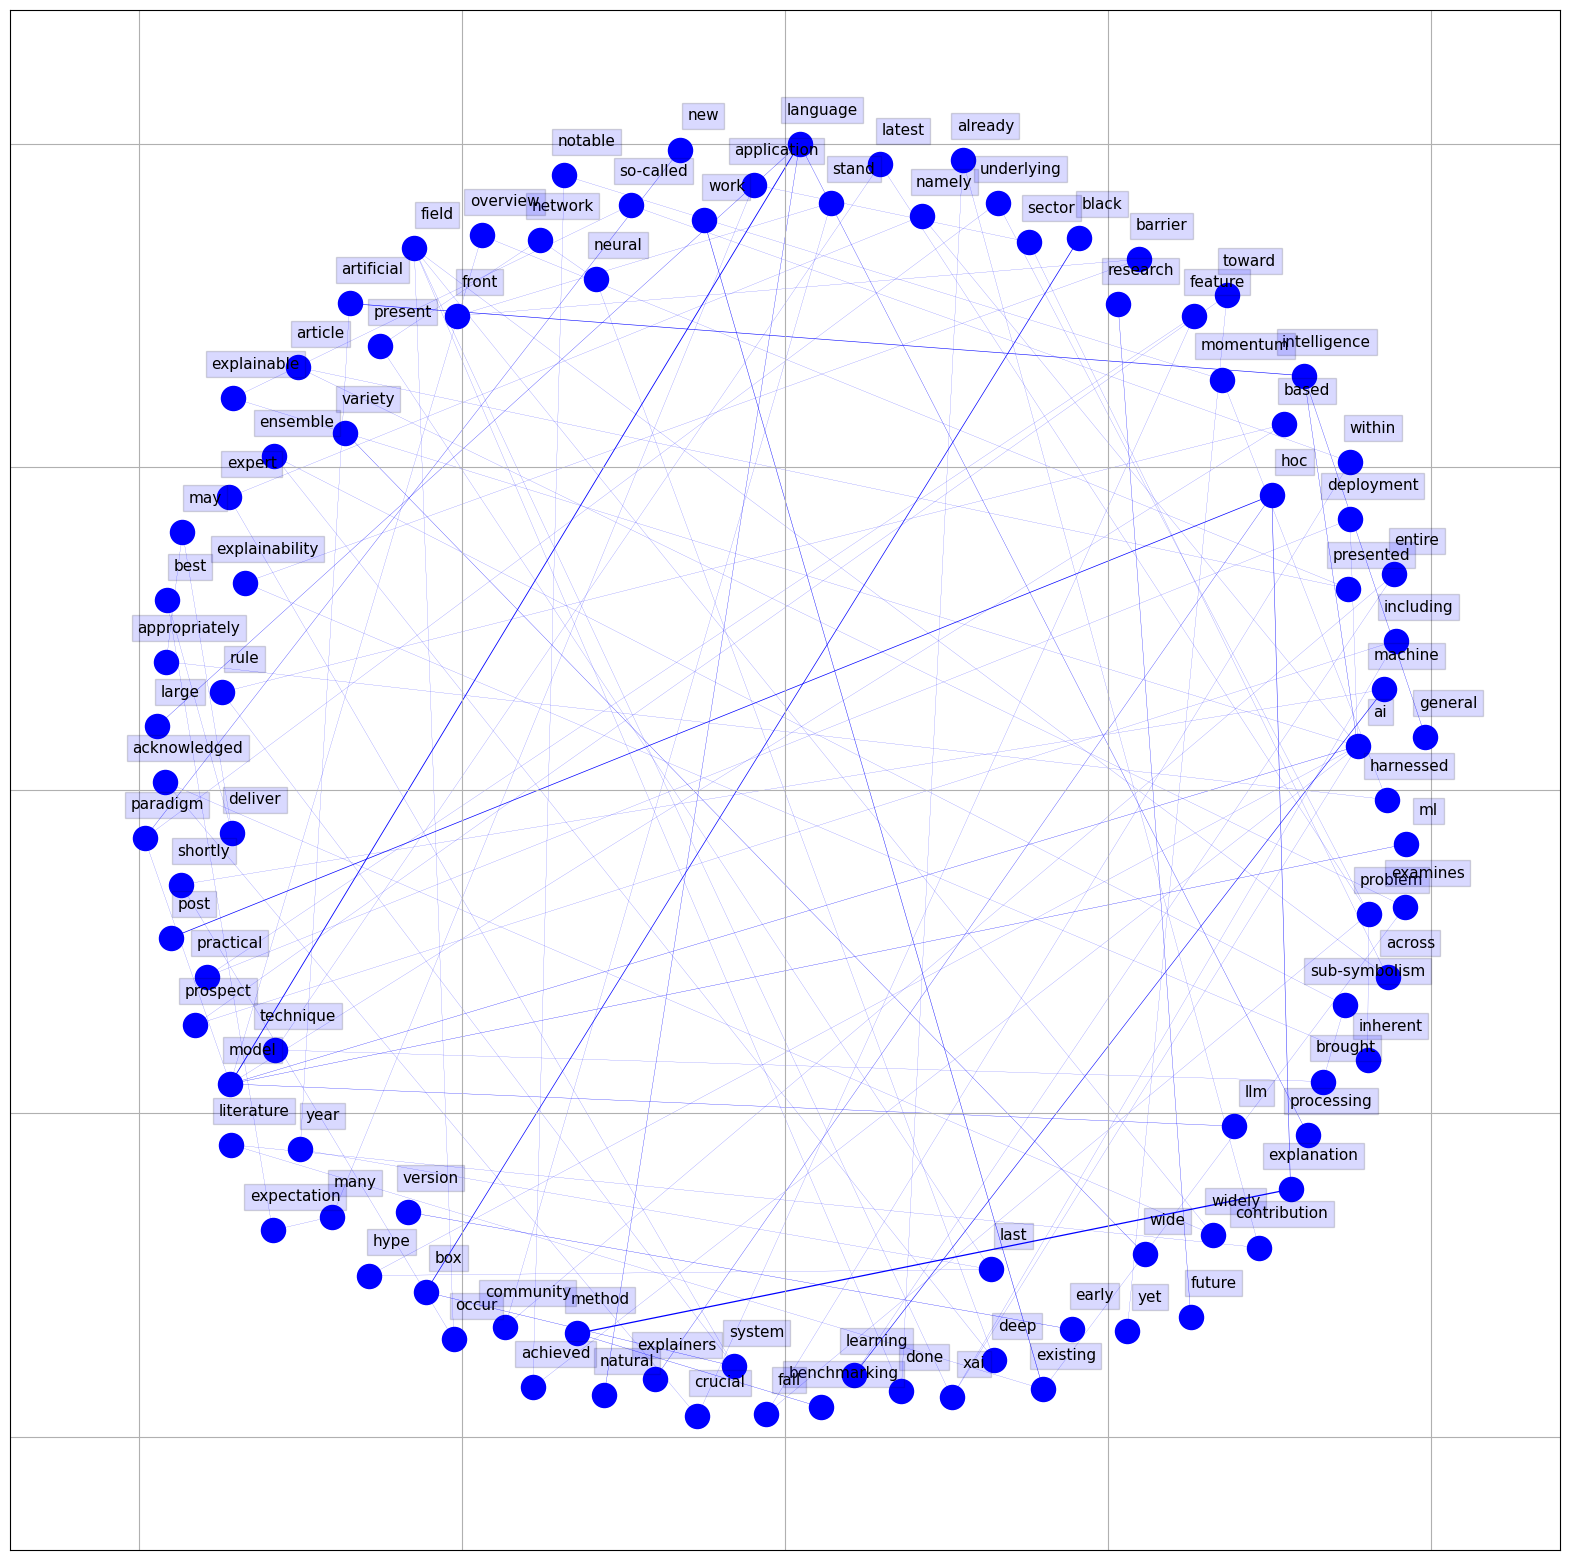 language
new
latest
already
notable
application
so-called
stand
underlying
namely
work
overview
network
sector
black
field
neural
barrier
artificial
front
research
toward
feature
present
article
momentum
intelligence
explainable
based
variety
ensemble
within
expert
hoc
deployment
may
explainability
entire
presented
best
including
appropriately
rule
machine
large
general
ai
acknowledged
harnessed
deliver
paradigm
ml
shortly
examines
problem
post
practical
across
sub-symbolism
prospect
technique
inherent
model
brought
llm
processing
literature
year
explanation
many
version
expectation
widely
contribution
wide
hype
last
box
future
community
early
yet
occur
method
deep
system
learning
explainers
achieved
done
existing
natural
xai
benchmarking
fall
crucial